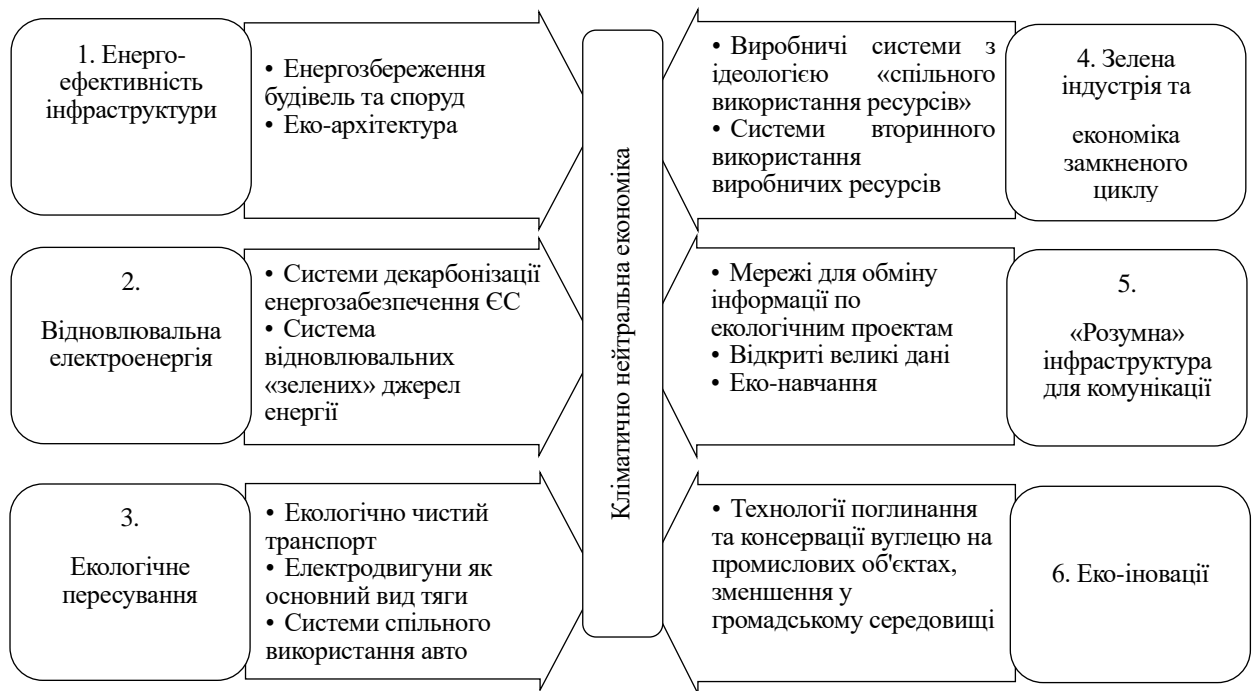 1. Енерго-
ефективність
інфраструктури
• Енергозбереження
будівель та споруд
• Еко-архітектура
2.
Відновлювальна
електроенергія
• Системи декарбонізації
енергозабезпечення ЄС
• Система
відновлювальних
«зелених» джерел
енергії
3.
Екологічне
пересування
• Екологічно чистий
транспорт
• Електродвигуни як
основний вид тяги
• Системи спільного
використання авто
Кліматично нейтральна економіка
• Виробничі системи з
ідеологією «спільного
використання ресурсів»
• Системи вторинного
використання
виробничих ресурсів
4. Зелена
індустрія та
економіка
замкненого
циклу
• Мережі для обміну
інформації по
екологічним проектам
• Відкриті великі дані
• Еко-навчання
5.
«Розумна»
інфраструктура
для комунікації
• Технології поглинання
та консервації вуглецю на
промислових об'єктах,
зменшення у
громадському середовищі
6. Еко-іновації